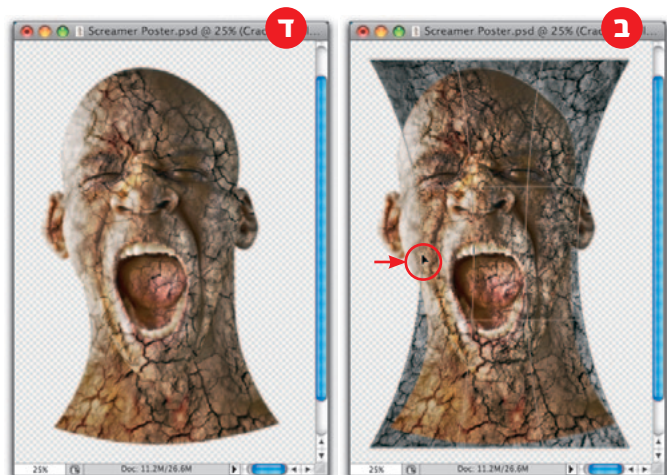 ב
Screamer Poster.psd @ 25% (Crac
25%
Doc: 11.2M/26.6M
ד
Screamer Poster.psd @ 25% (Crac
25%
Doc: 11.2M/26.6M